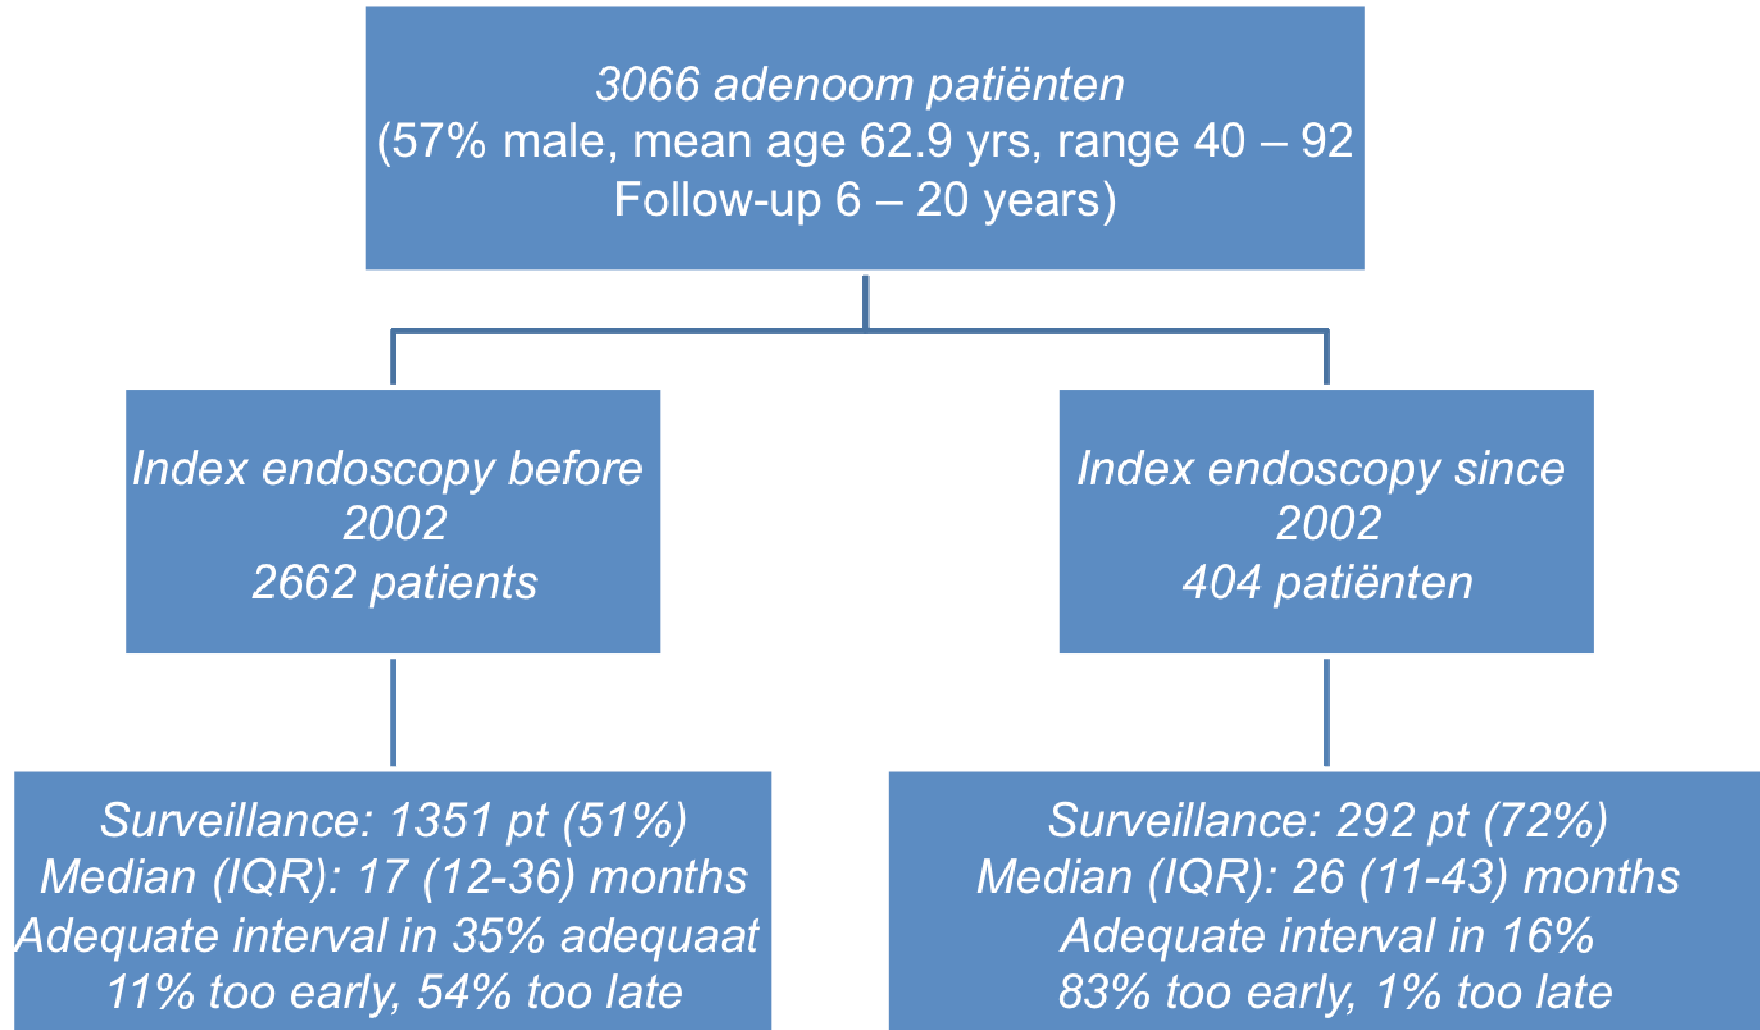 3066 adenoom patiënten
(57% male, mean age 62.9 yrs, range 40 – 92
Follow-up 6 – 20 years)
Index endoscopy before
2002
2662 patients
Index endoscopy since
2002
404 patiënten
Surveillance: 1351 pt (51%)
Median (IQR): 17 (12-36) months
Adequate interval in 35% adequaat
11% too early, 54% too late
Surveillance: 292 pt (72%)
Median (IQR): 26 (11-43) months
Adequate interval in 16%
83% too early, 1% too late